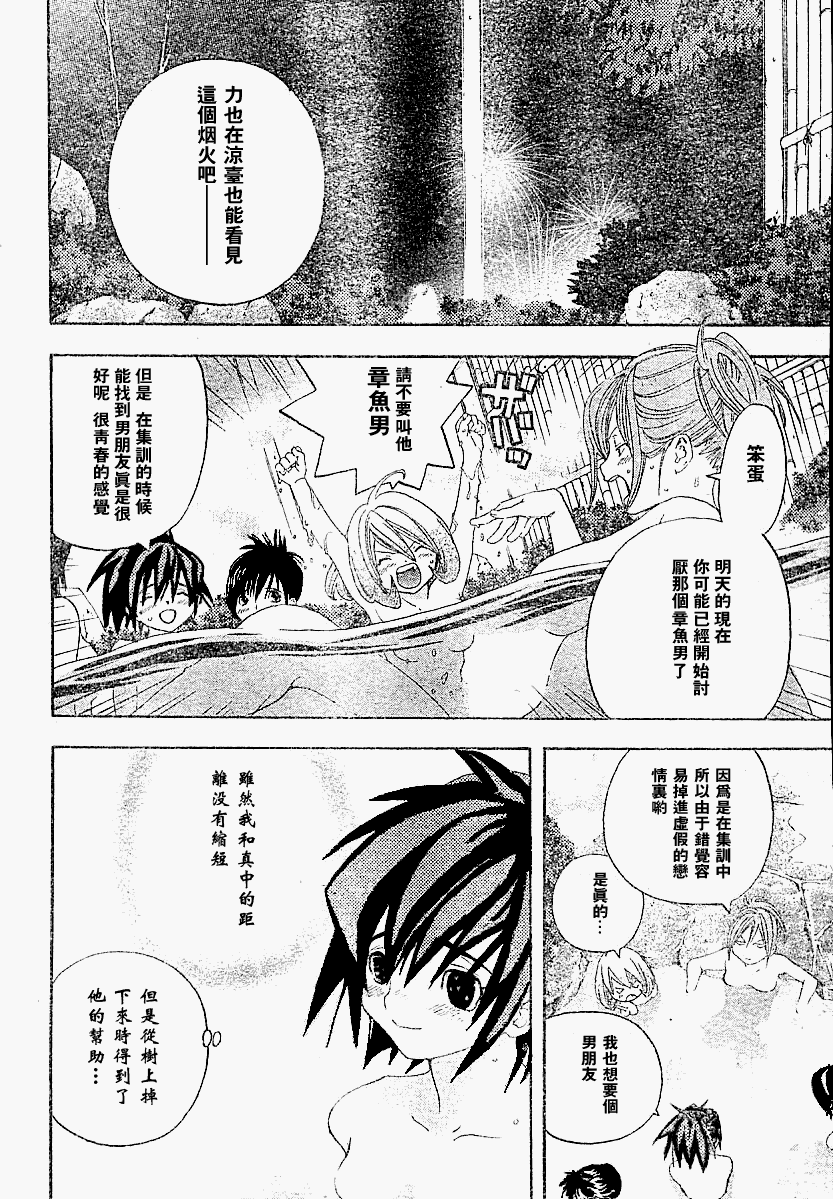 力也在涼臺也能看見
這個烟火吧——
笨蛋
明天的現在
你可能已經開始討
厭那個章魚男了
ザバッ
請不要叫他
章魚男
但是 在集訓的時候
能找到男朋友眞是很
好呢 很靑春的感覺
因爲是在集訓中
所以由于錯覺容
易掉進虛假的戀
情裏喲
是眞的…
我也想要個
男朋友
雖然我和真中的距
離没有縮短
但是從樹上掉
下來時得到了
他的幫助…